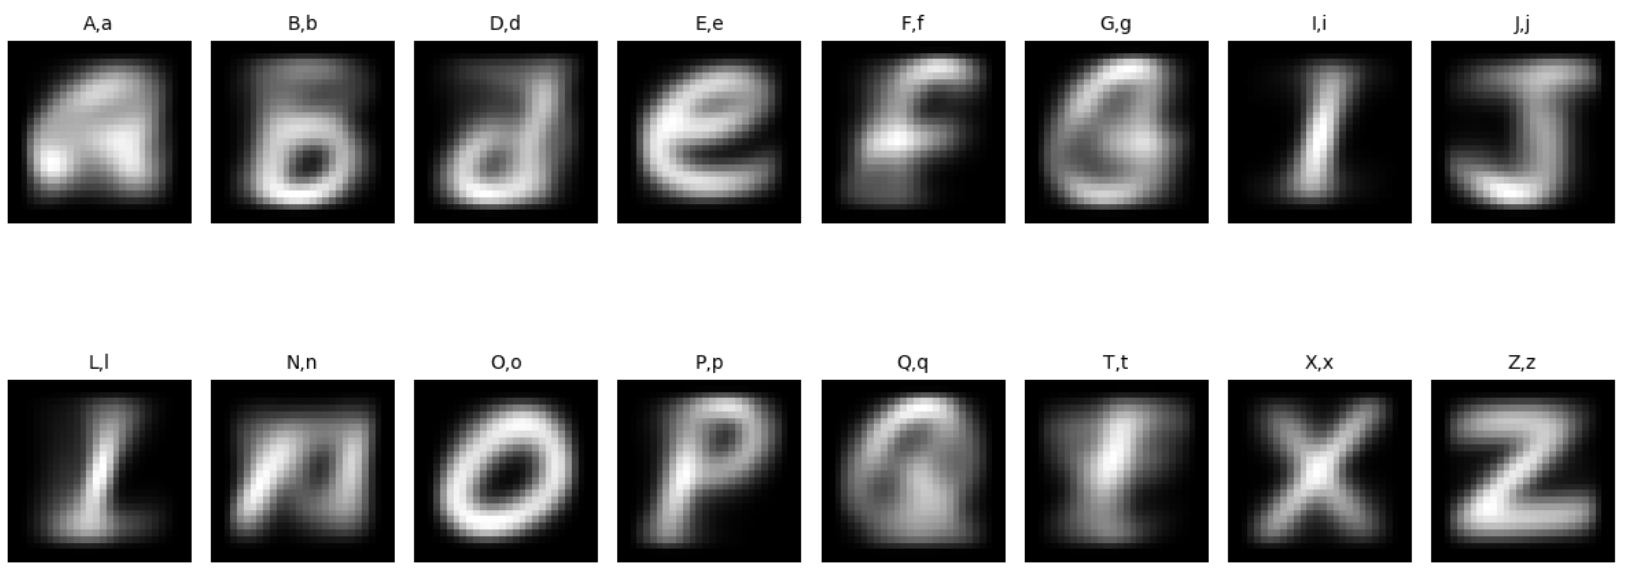 A,a B,b D,d E,e F,f G,g I,i J,j
L,l N,n O,o P,p Q,q T,t X,x Z,z